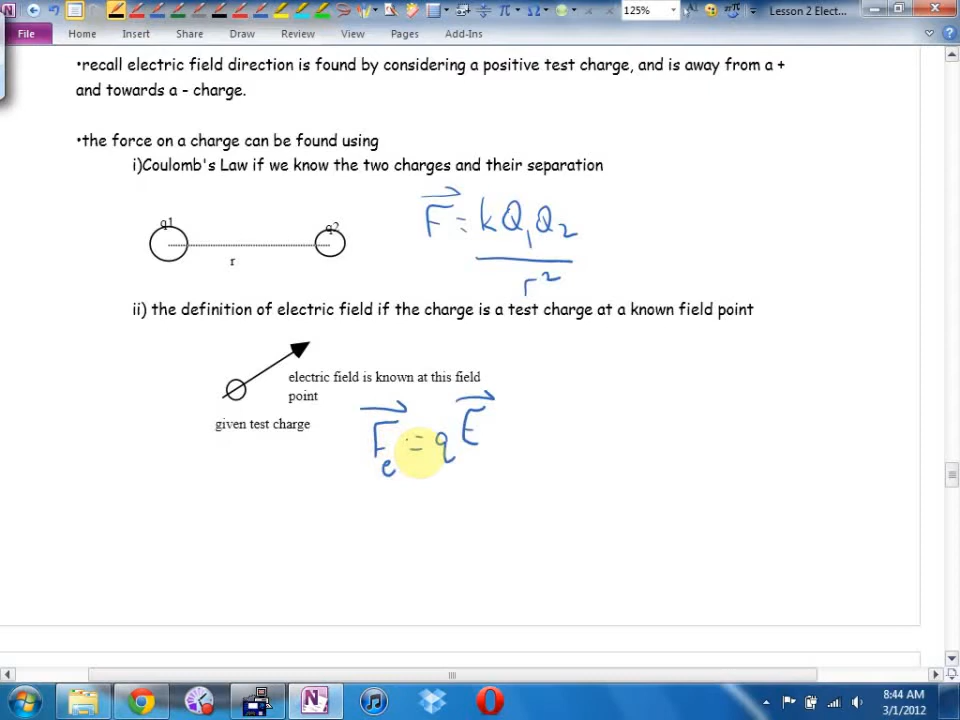 125%
Lesson 2 Elect...
File Home Insert Share Draw Review View Pages Add-Ins
•recall electric field direction is found by considering a positive test charge, and is away from a +
and towards a - charge.
•the force on a charge can be found using
i)Coulomb's Law if we know the two charges and their separation
q1
q2
r
F = kQ₁Q₂
r²
ii) the definition of electric field if the charge is a test charge at a known field point
electric field is known at this field
point
given test charge
Fe = qE
8:44 AM
3/1/2012